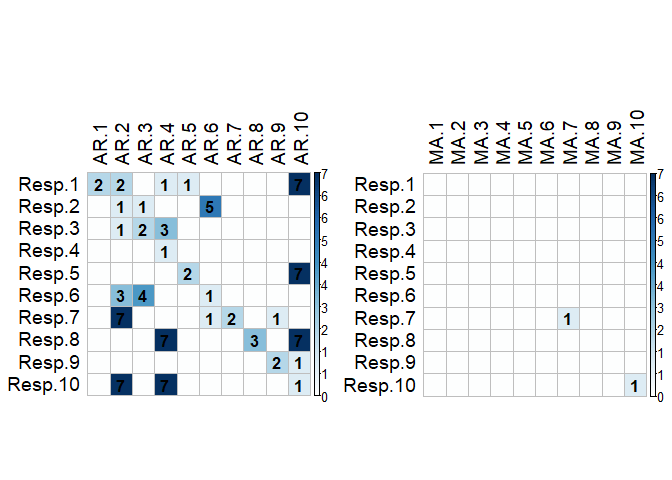 AR.1 AR.2 AR.3 AR.4 AR.5 AR.6 AR.7 AR.8 AR.9 AR.10
Resp.1 2 2 1 1 7
Resp.2 1 1 5
Resp.3 1 2 3
Resp.4 1
Resp.5 2 7
Resp.6 3 4 1
Resp.7 7 1 2 1
Resp.8 7 3 7
Resp.9 2 1
Resp.10 7 7 1
7
6
5
5
4
3
3
2
1
1
0
MA.1 MA.2 MA.3 MA.4 MA.5 MA.6 MA.7 MA.8 MA.9 MA.10
Resp.1
Resp.2
Resp.3
Resp.4
Resp.5
Resp.6
Resp.7 1
Resp.8
Resp.9
Resp.10 1
7
6
5
5
4
3
3
2
1
1
0